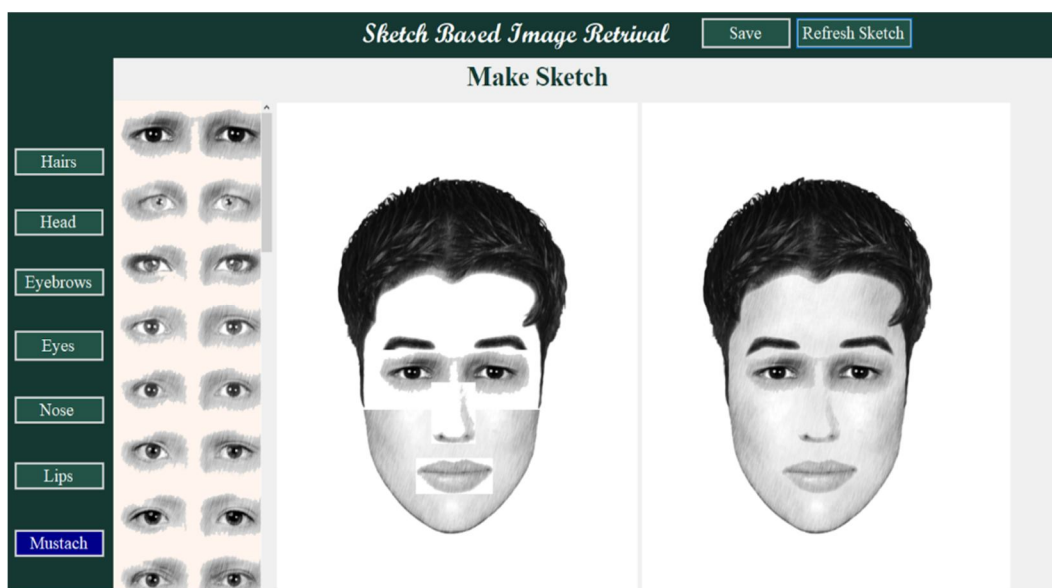 Sketch Based Image Retrival
Save
Refresh Sketch
Make Sketch
Hairs
Head
Eyebrows
Eyes
Nose
Lips
Mustach